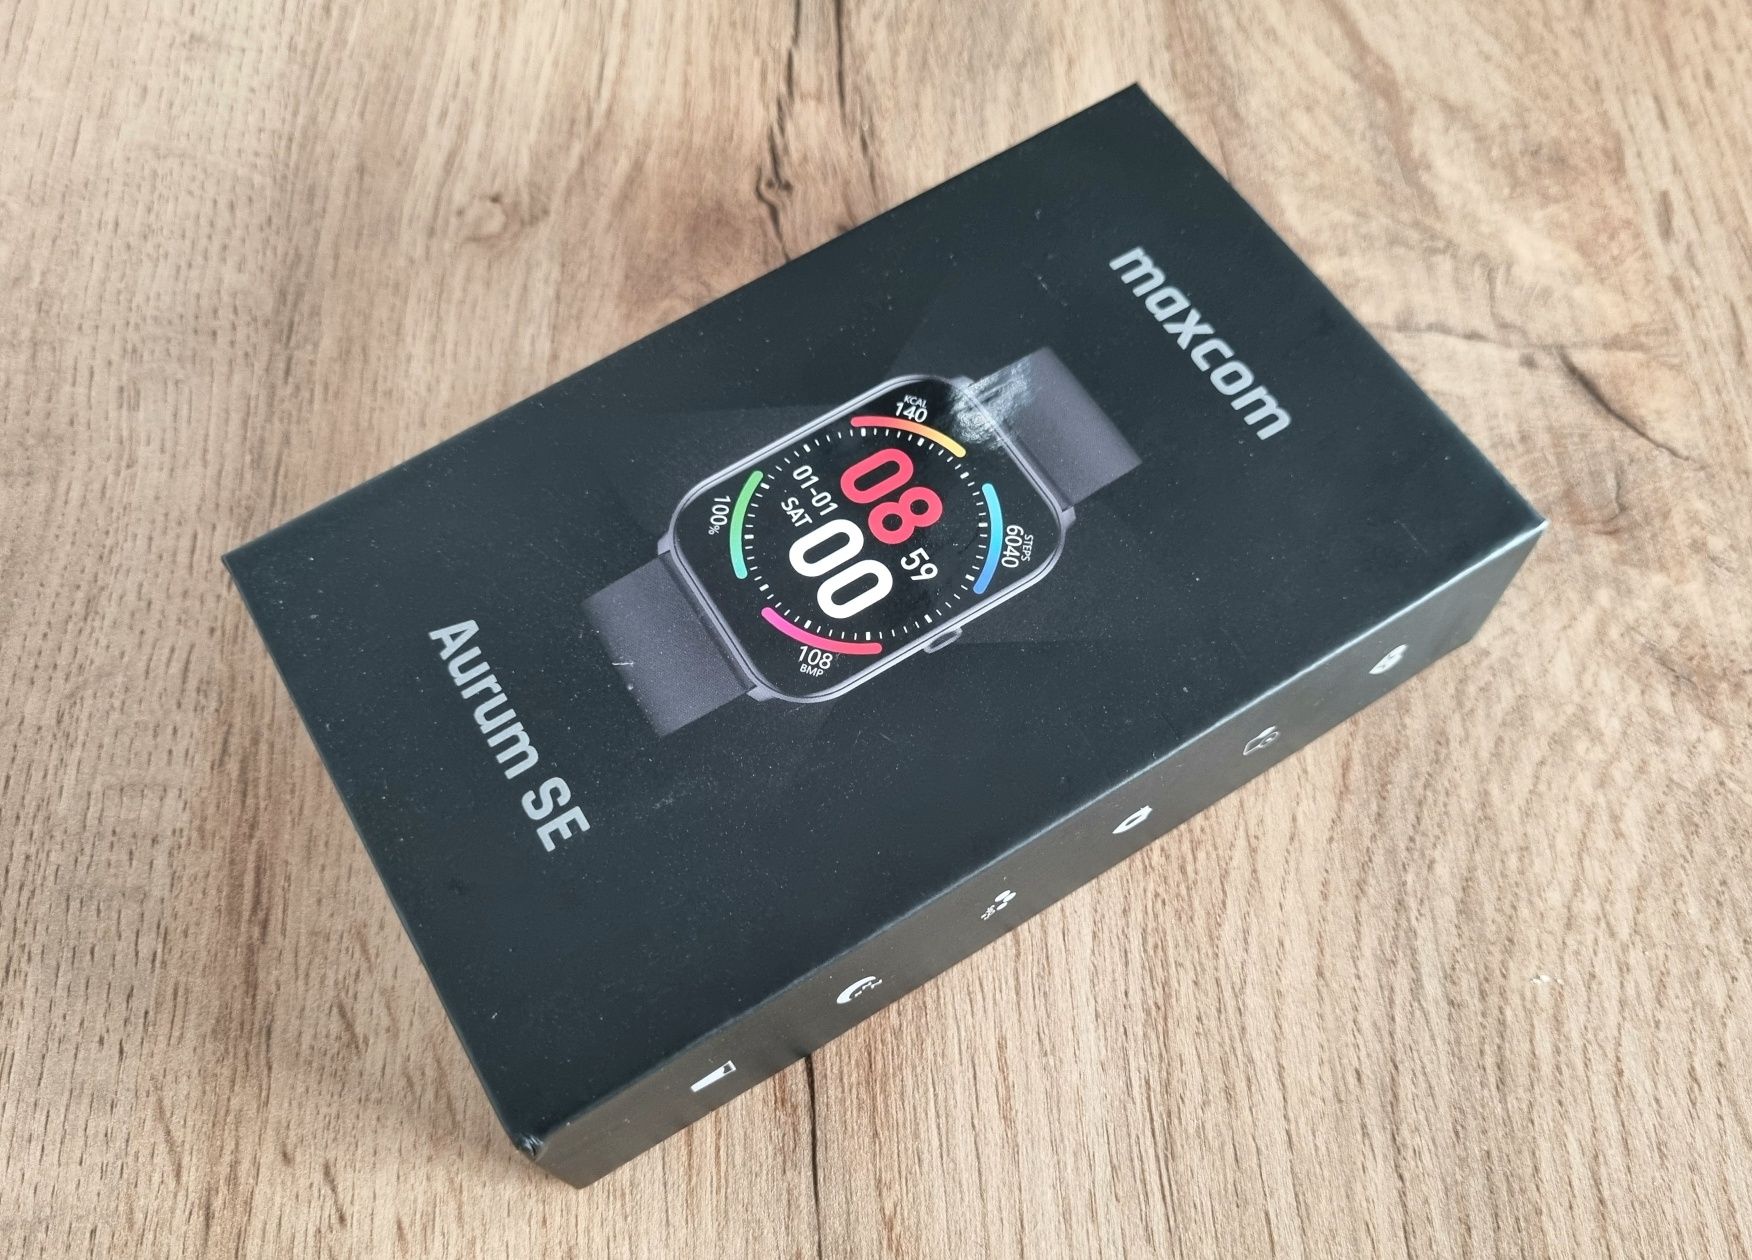 maxcom
KCAL
140
08
01-01
SAT
00
59
100%
STEPS
6040
108
BMP
Aurum SE